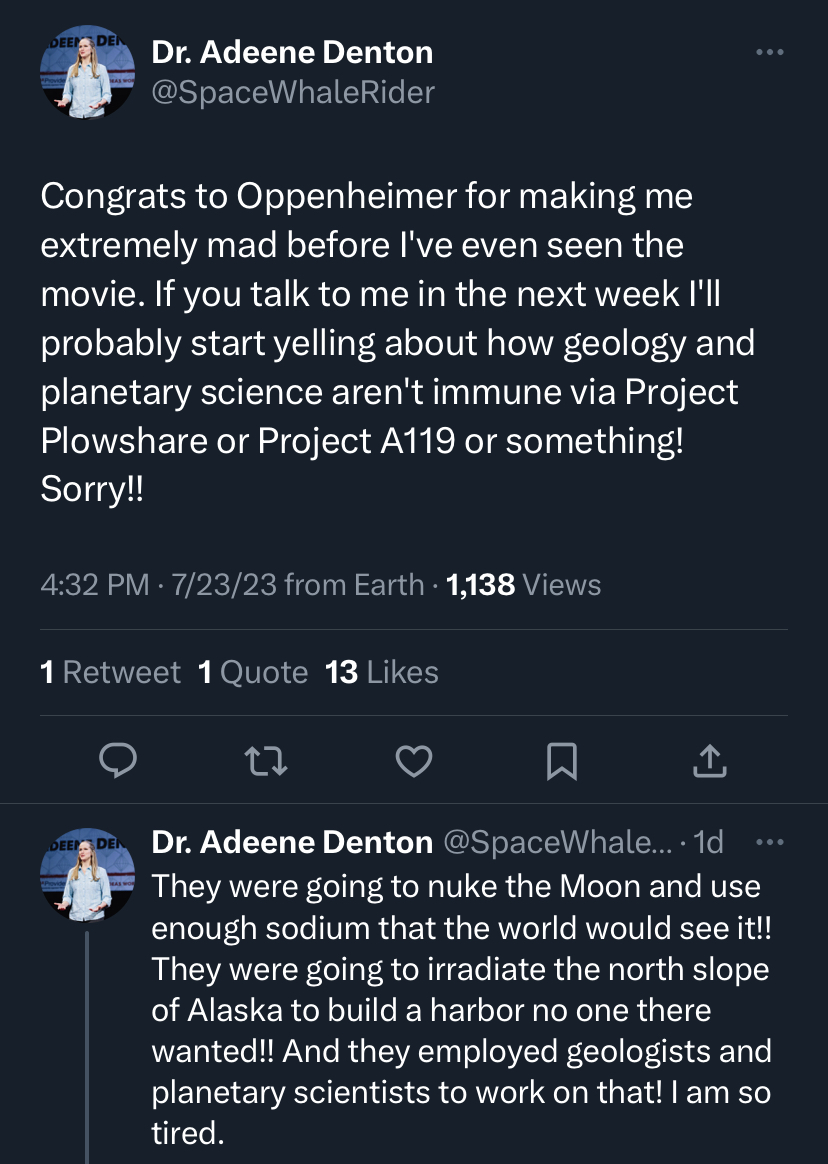 Dr. Adeene Denton
@SpaceWhaleRider
Congrats to Oppenheimer for making me
extremely mad before I've even seen the
movie. If you talk to me in the next week I'll
probably start yelling about how geology and
planetary science aren't immune via Project
Plowshare or Project A119 or something!
Sorry!!
4:32 PM · 7/23/23 from Earth · 1,138 Views
1 Retweet 1 Quote 13 Likes
Dr. Adeene Denton @SpaceWhale... · 1d
They were going to nuke the Moon and use
enough sodium that the world would see it!!
They were going to irradiate the north slope
of Alaska to build a harbor no one there
wanted!! And they employed geologists and
planetary scientists to work on that! I am so
tired.